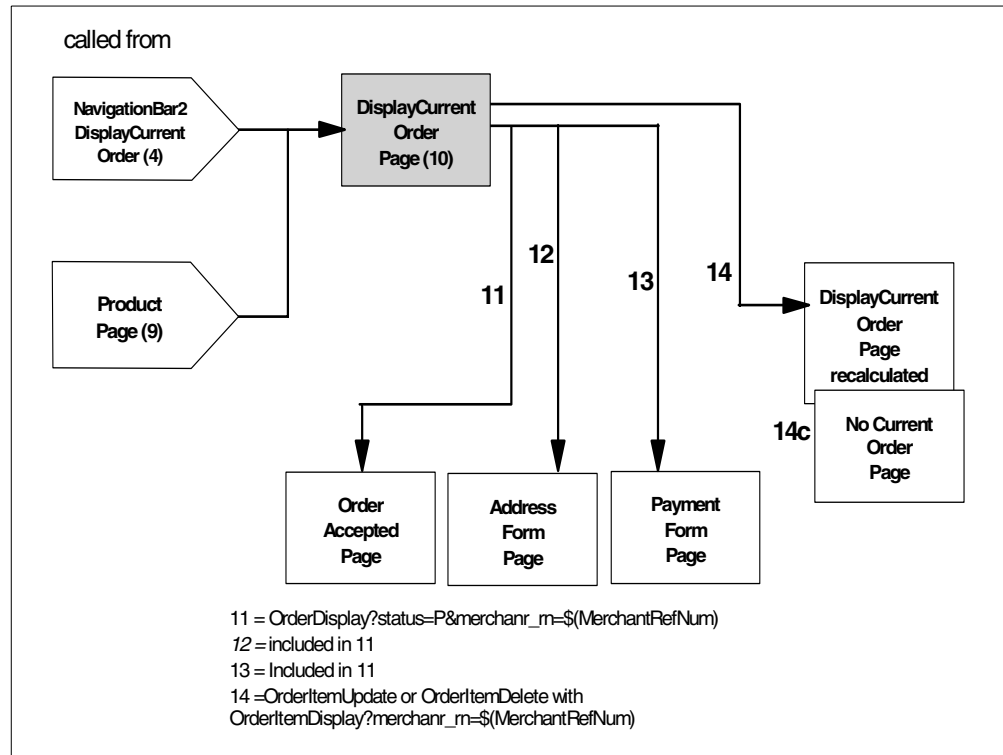 called from
NavigationBar2
DisplayCurrent
Order (4)
DisplayCurrent
Order
Page (10)
Product
Page (9)
11
12
13
14
DisplayCurrent
Order
Page
recalculated
14c
No Current
Order
Page
Order
Accepted
Page
Address
Form
Page
Payment
Form
Page
11 = OrderDisplay?status=P&merchanr_rn=$(MerchantRefNum)
12 = included in 11
13 = Included in 11
14 =OrderItemUpdate or OrderItemDelete with
OrderItemDisplay?merchanr_rn=$(MerchantRefNum)